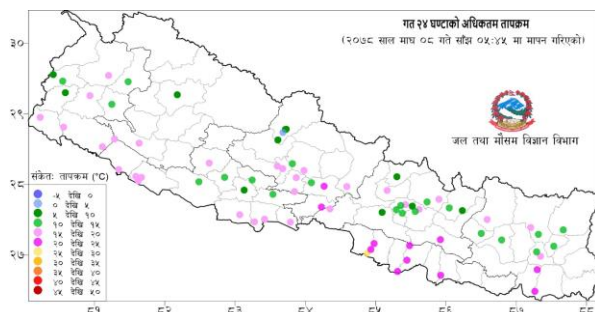 गत २४ घण्टाको अधिकतम तापक्रम
(२०७८ साल माघ ०८ गते साँझ ०५:४५ मा मापन गरिएको)
३०
२९
जल तथा मौसम विज्ञान विभाग
संकेतः तापक्रम (°C)
-५ देखि ०
० देखि ५
५ देखि १०
१० देखि १५
१५ देखि २०
२० देखि २५
२५ देखि ३०
३० देखि ३५
३५ देखि ४०
४० देखि ४५
४५ देखि ५०
२८
२७
८१ ८२ ८३ ८४ ८५ ८६ ८७ ८८